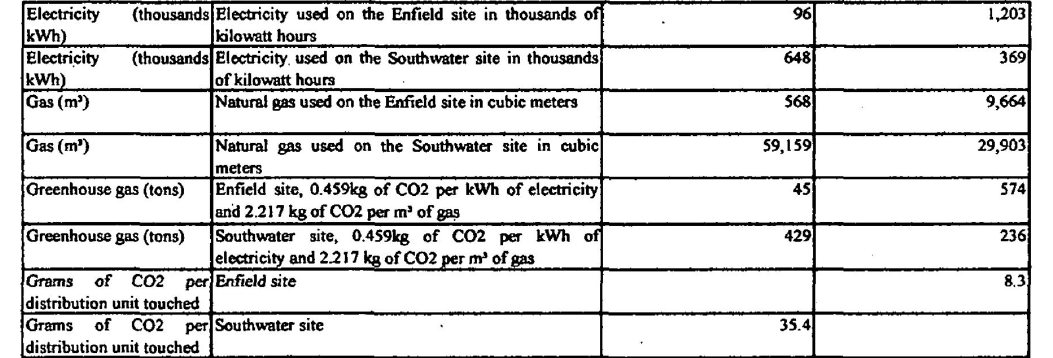 Electricity (thousands kWh) Electricity used on the Enfield site in thousands of kilowatt hours 96 1,203
Electricity (thousands kWh) Electricity used on the Southwater site in thousands of kilowatt hours 648 369
Gas (m³) Natural gas used on the Enfield site in cubic meters 568 9,664
Gas (m³) Natural gas used on the Southwater site in cubic meters 59,159 29,903
Greenhouse gas (tons) Enfield site, 0.459kg of CO2 per kWh of electricity and 2.217 kg of CO2 per m³ of gas 45 574
Greenhouse gas (tons) Southwater site, 0.459kg of CO2 per kWh of electricity and 2.217 kg of CO2 per m³ of gas 429 236
Grams of CO2 per distribution unit touched Enfield site 8.3
Grams of CO2 per distribution unit touched Southwater site 35.4